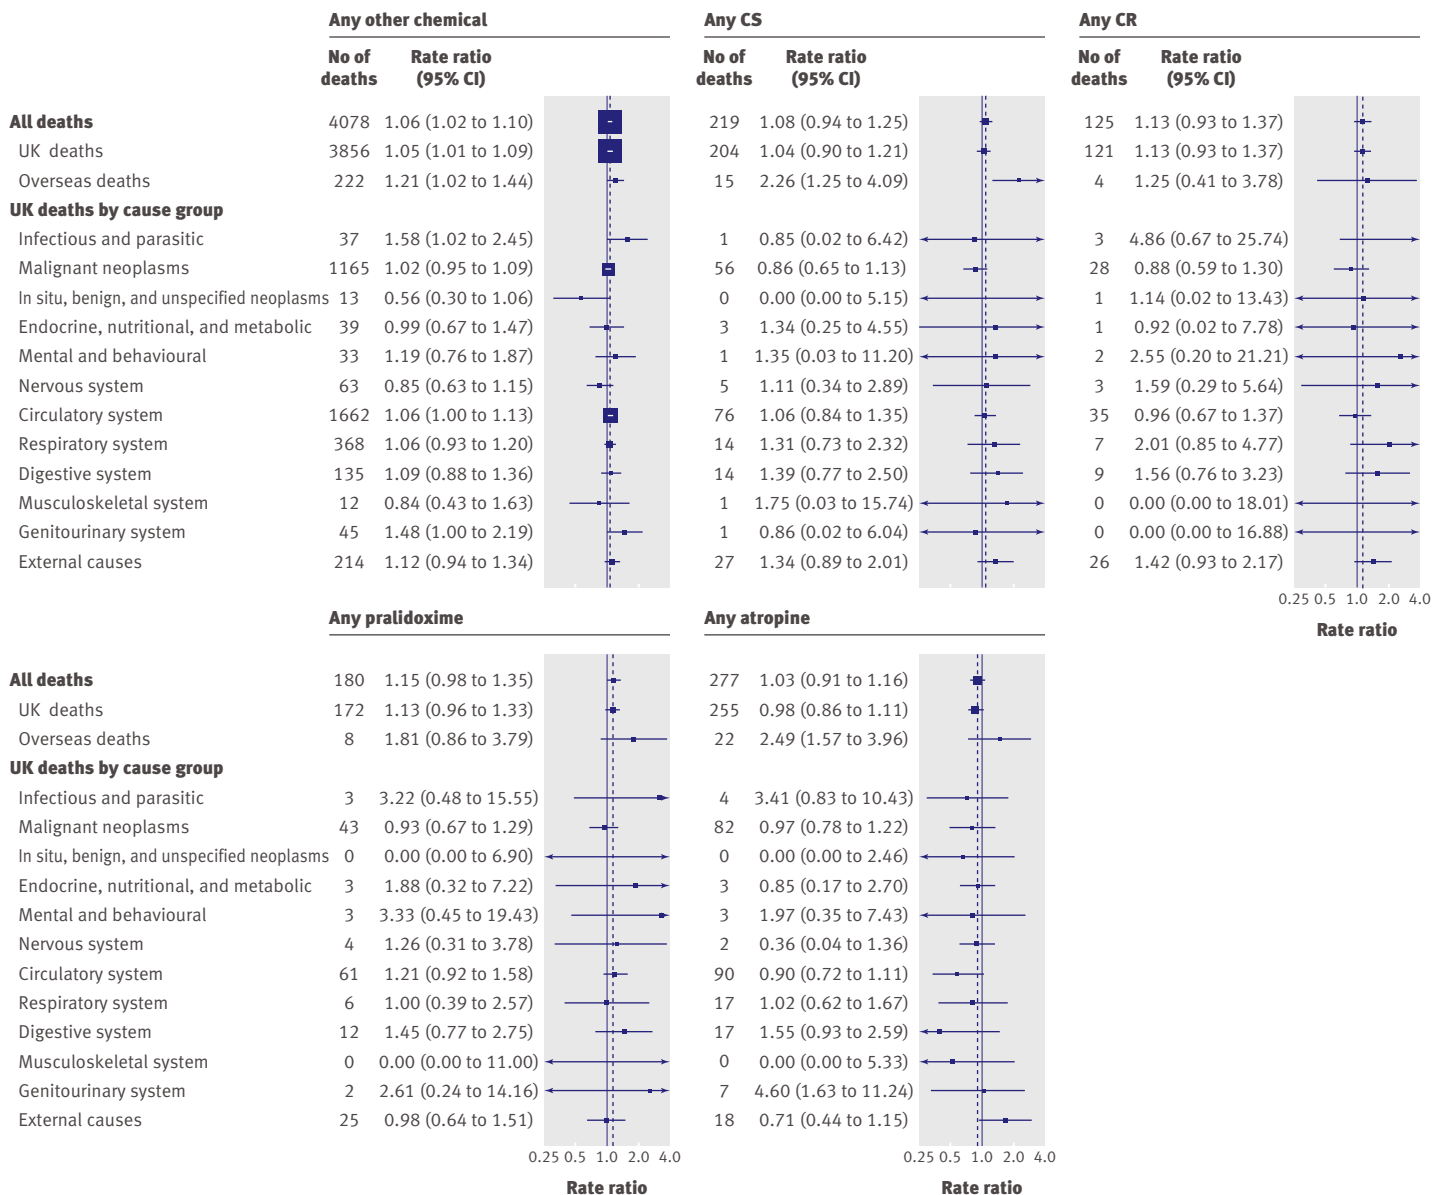 Any other chemical Any CS Any CR
No of Rate ratio No of Rate ratio No of Rate ratio
deaths (95% CI) deaths (95% CI) deaths (95% CI)
All deaths 4078 1.06 (1.02 to 1.10) 219 1.08 (0.94 to 1.25) 125 1.13 (0.93 to 1.37)
UK deaths 3856 1.05 (1.01 to 1.09) 204 1.04 (0.90 to 1.21) 121 1.13 (0.93 to 1.37)
Overseas deaths 222 1.21 (1.02 to 1.44) 15 2.26 (1.25 to 4.09) 4 1.25 (0.41 to 3.78)
UK deaths by cause group
Infectious and parasitic 37 1.58 (1.02 to 2.45) 1 0.85 (0.02 to 6.42) 3 4.86 (0.67 to 25.74)
Malignant neoplasms 1165 1.02 (0.95 to 1.09) 56 0.86 (0.65 to 1.13) 28 0.88 (0.59 to 1.30)
In situ, benign, and unspecified neoplasms 13 0.56 (0.30 to 1.06) 0 0.00 (0.00 to 5.15) 1 1.14 (0.02 to 13.43)
Endocrine, nutritional, and metabolic 39 0.99 (0.67 to 1.47) 3 1.34 (0.25 to 4.55) 1 0.92 (0.02 to 7.78)
Mental and behavioural 33 1.19 (0.76 to 1.87) 1 1.35 (0.03 to 11.20) 2 2.55 (0.20 to 21.21)
Nervous system 63 0.85 (0.63 to 1.15) 5 1.11 (0.34 to 2.89) 3 1.59 (0.29 to 5.64)
Circulatory system 1662 1.06 (1.00 to 1.13) 76 1.06 (0.84 to 1.35) 35 0.96 (0.67 to 1.37)
Respiratory system 368 1.06 (0.93 to 1.20) 14 1.31 (0.73 to 2.32) 7 2.01 (0.85 to 4.77)
Digestive system 135 1.09 (0.88 to 1.36) 14 1.39 (0.77 to 2.50) 9 1.56 (0.76 to 3.23)
Musculoskeletal system 12 0.84 (0.43 to 1.63) 1 1.75 (0.03 to 15.74) 0 0.00 (0.00 to 18.01)
Genitourinary system 45 1.48 (1.00 to 2.19) 1 0.86 (0.02 to 6.04) 0 0.00 (0.00 to 16.88)
External causes 214 1.12 (0.94 to 1.34) 27 1.34 (0.89 to 2.01) 26 1.42 (0.93 to 2.17)
0.25 0.5 1.0 2.0 4.0
Rate ratio
Any pralidoxime Any atropine
All deaths 180 1.15 (0.98 to 1.35) 277 1.03 (0.91 to 1.16)
UK deaths 172 1.13 (0.96 to 1.33) 255 0.98 (0.86 to 1.11)
Overseas deaths 8 1.81 (0.86 to 3.79) 22 2.49 (1.57 to 3.96)
UK deaths by cause group
Infectious and parasitic 3 3.22 (0.48 to 15.55) 4 3.41 (0.83 to 10.43)
Malignant neoplasms 43 0.93 (0.67 to 1.29) 82 0.97 (0.78 to 1.22)
In situ, benign, and unspecified neoplasms 0 0.00 (0.00 to 6.90) 0 0.00 (0.00 to 2.46)
Endocrine, nutritional, and metabolic 3 1.88 (0.32 to 7.22) 3 0.85 (0.17 to 2.70)
Mental and behavioural 3 3.33 (0.45 to 19.43) 3 1.97 (0.35 to 7.43)
Nervous system 4 1.26 (0.31 to 3.78) 2 0.36 (0.04 to 1.36)
Circulatory system 61 1.21 (0.92 to 1.58) 90 0.90 (0.72 to 1.11)
Respiratory system 6 1.00 (0.39 to 2.57) 17 1.02 (0.62 to 1.67)
Digestive system 12 1.45 (0.77 to 2.75) 17 1.55 (0.93 to 2.59)
Musculoskeletal system 0 0.00 (0.00 to 11.00) 0 0.00 (0.00 to 5.33)
Genitourinary system 2 2.61 (0.24 to 14.16) 7 4.60 (1.63 to 11.24)
External causes 25 0.98 (0.64 to 1.51) 18 0.71 (0.44 to 1.15)
0.25 0.5 1.0 2.0 4.0 0.25 0.5 1.0 2.0 4.0
Rate ratio Rate ratio